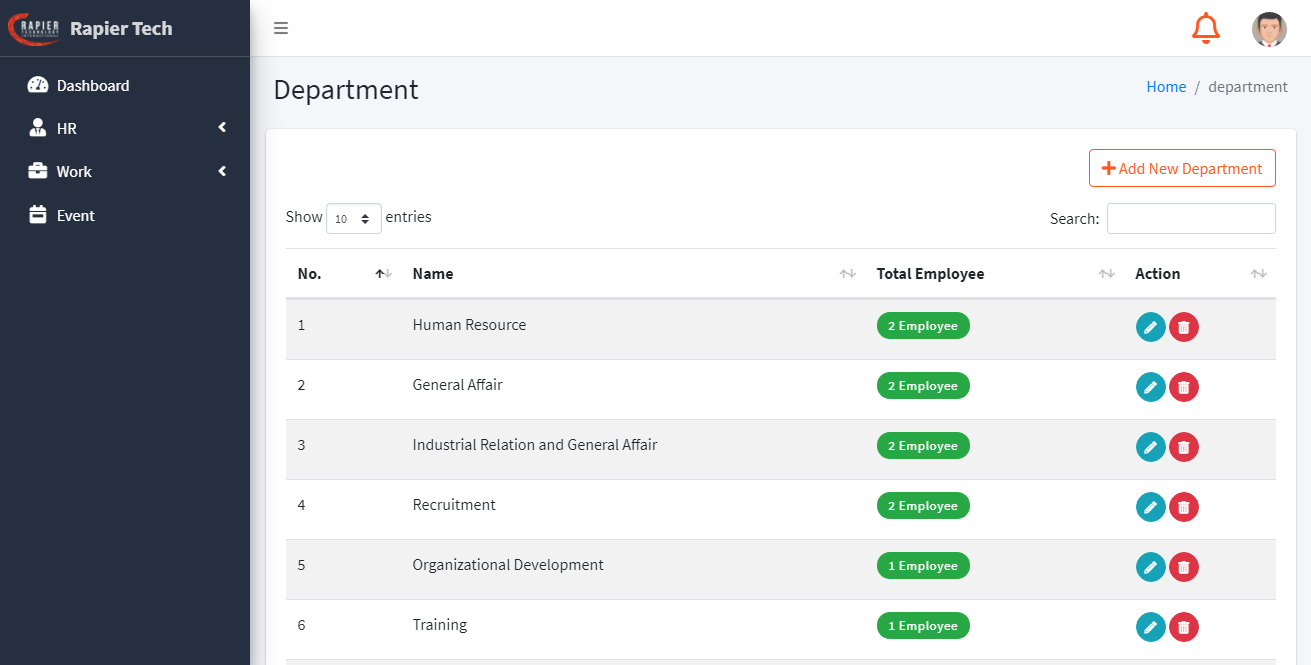 RAPIER
Rapier Tech
Dashboard
HR
Work
Event
Department
Home / department
Add New Department
Show 10 entries
Search:
No. Name Total Employee Action
1 Human Resource 2 Employee
2 General Affair 2 Employee
3 Industrial Relation and General Affair 2 Employee
4 Recruitment 2 Employee
5 Organizational Development 1 Employee
6 Training 1 Employee